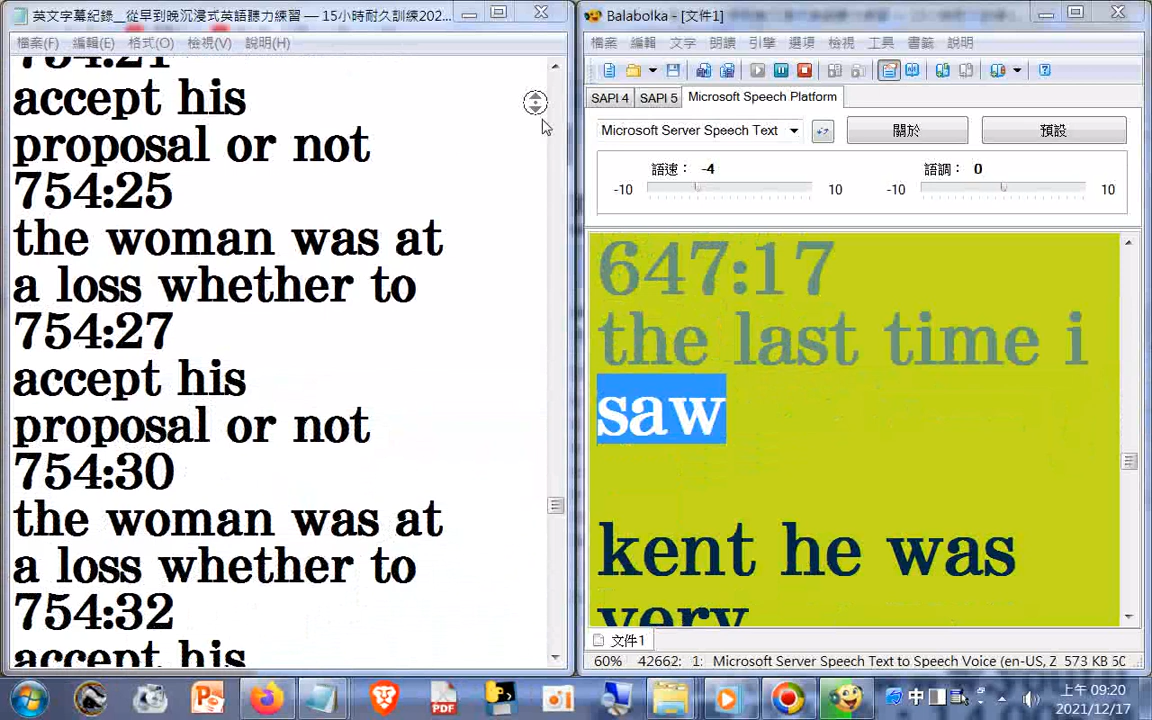 英文字幕紀錄__從早到晚沉浸式英語聽力練習 — 15小時耐久訓練202...
檔案(F) 編輯(E) 格式(O) 檢視(V) 說明(H)
754:21
accept his
proposal or not
754:25
the woman was at
a loss whether to
754:27
accept his
proposal or not
754:30
the woman was at
a loss whether to
754:32
accept his
Balabolka - [文件1]
檔案 編輯 文字 朗讀 引擎 選項 檢視 工具 書籤 說明
SAPI 4 SAPI 5 Microsoft Speech Platform
Microsoft Server Speech Text 關於 預設
語速： -4 語調： 0
-10 10 -10 10
647:17
the last time i
saw
kent he was
very
文件1
60% 42662: 1: Microsoft Server Speech Text to Speech Voice (en-US, Z 573 KB 50
PDF
中
上午 09:20
2021/12/17